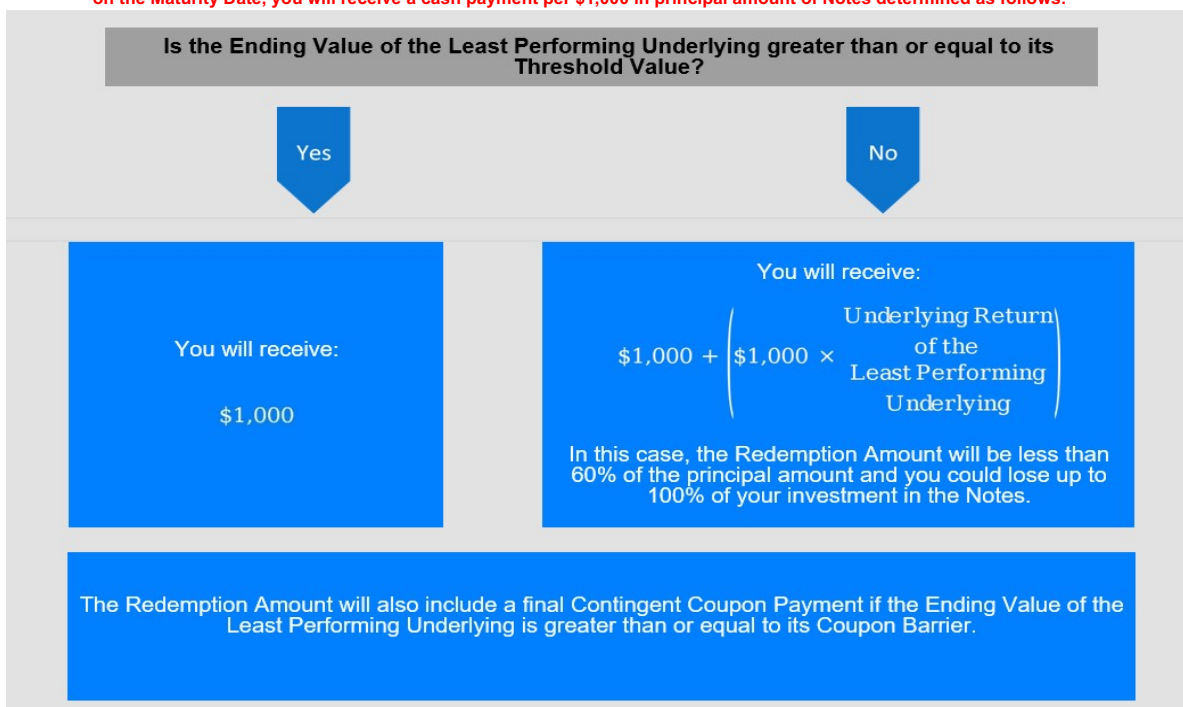 on the Maturity Date, you will receive a cash payment per $1,000 in principal amount of Notes determined as follows:
Is the Ending Value of the Least Performing Underlying greater than or equal to its
Threshold Value?
Yes
No
You will receive:
$1,000
You will receive:
$1,000 + ( $1,000 × Underlying Return
of the
Least Performing
Underlying )
In this case, the Redemption Amount will be less than
60% of the principal amount and you could lose up to
100% of your investment in the Notes.
The Redemption Amount will also include a final Contingent Coupon Payment if the Ending Value of the
Least Performing Underlying is greater than or equal to its Coupon Barrier.